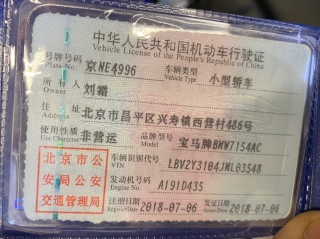 中华人民共和国机动车行驶证
Vehicle License of the People's Republic of China
号牌号码 京NE4996 车辆类型 小型轿车
Plate No. Vehicle Type
所有人 刘霜
Owner
住址 北京市昌平区兴寿镇西营村486号
Address
使用性质 非营运 品牌型号 宝马牌BMW7154AC
Use Character Model
北京市公安局公安交通管理局
车辆识别代号 LBV2Y3104JML03548
VIN
发动机号码 A191D435
Engine No.
注册日期 2018-07-06 发证日期 2018-07-06
Register Date Issue Date